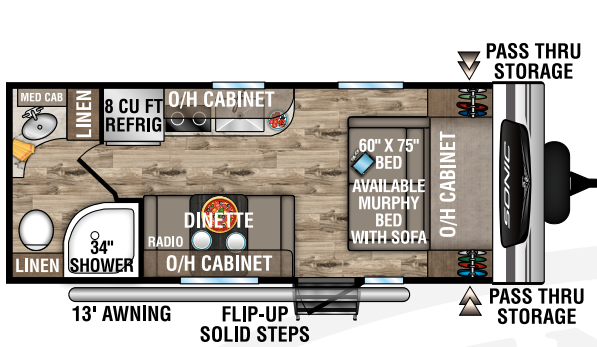 PASS THRU
STORAGE
MED CAB
LINEN
8 CU FT
REFRIG
O/H CABINET
60" X 75"
BED
AVAILABLE
MURPHY
BED
WITH SOFA
O/H CABINET
SONIC
DINETTE
RADIO
O/H CABINET
34"
SHOWER
LINEN
13' AWNING
FLIP-UP
SOLID STEPS
PASS THRU
STORAGE